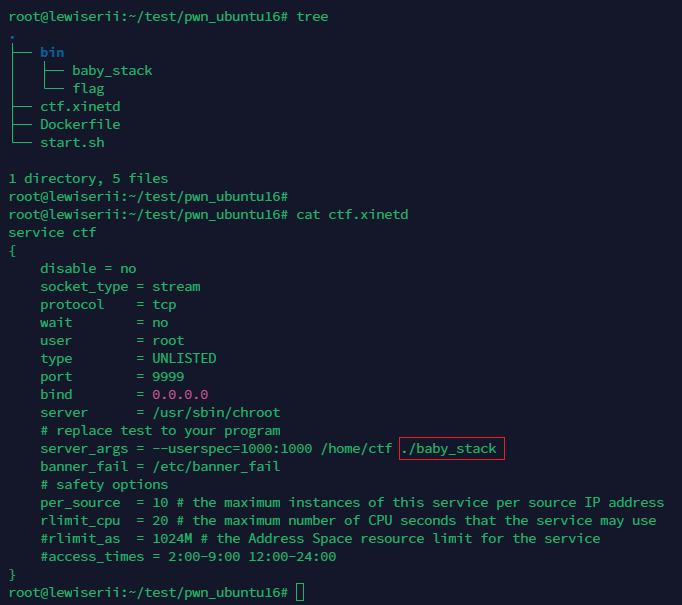 root@lewiserii:~/test/pwn_ubuntu16# tree
.
├── bin
│   ├── baby_stack
│   └── flag
├── ctf.xinetd
├── Dockerfile
└── start.sh

1 directory, 5 files
root@lewiserii:~/test/pwn_ubuntu16#
root@lewiserii:~/test/pwn_ubuntu16# cat ctf.xinetd
service ctf
{
    disable = no
    socket_type = stream
    protocol    = tcp
    wait        = no
    user        = root
    type        = UNLISTED
    port        = 9999
    bind        = 0.0.0.0
    server      = /usr/sbin/chroot
    # replace test to your program
    server_args = --userspec=1000:1000 /home/ctf ./baby_stack
    banner_fail = /etc/banner_fail
    # safety options
    per_source  = 10 # the maximum instances of this service per source IP address
    rlimit_cpu  = 20 # the maximum number of CPU seconds that the service may use
    #rlimit_as  = 1024M # the Address Space resource limit for the service
    #access_times = 2:00-9:00 12:00-24:00
}
root@lewiserii:~/test/pwn_ubuntu16#